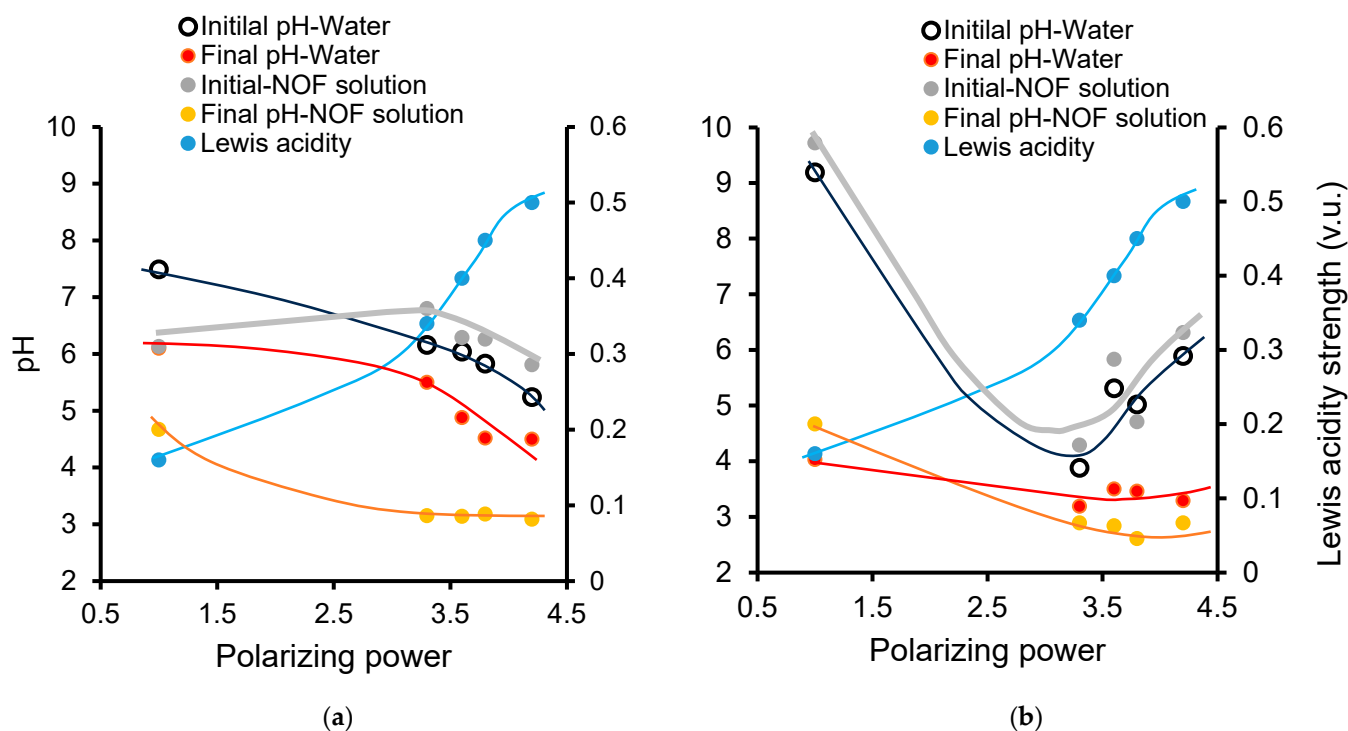 Initilal pH-Water
Final pH-Water
Initial-NOF solution
Final pH-NOF solution
Lewis acidity
10
9
8
7
6
5
4
3
2
pH
0.6
0.5
0.4
0.3
0.2
0.1
0
0.5 1.5 2.5 3.5 4.5
Polarizing power
(a)
Initilal pH-Water
Final pH-Water
Initial-NOF solution
Final pH-NOF solution
Lewis acidity
10
9
8
7
6
5
4
3
2
0.6
0.5
0.4
0.3
0.2
0.1
0
Lewis acidity strength (v.u.)
0.5 1.5 2.5 3.5 4.5
Polarizing power
(b)